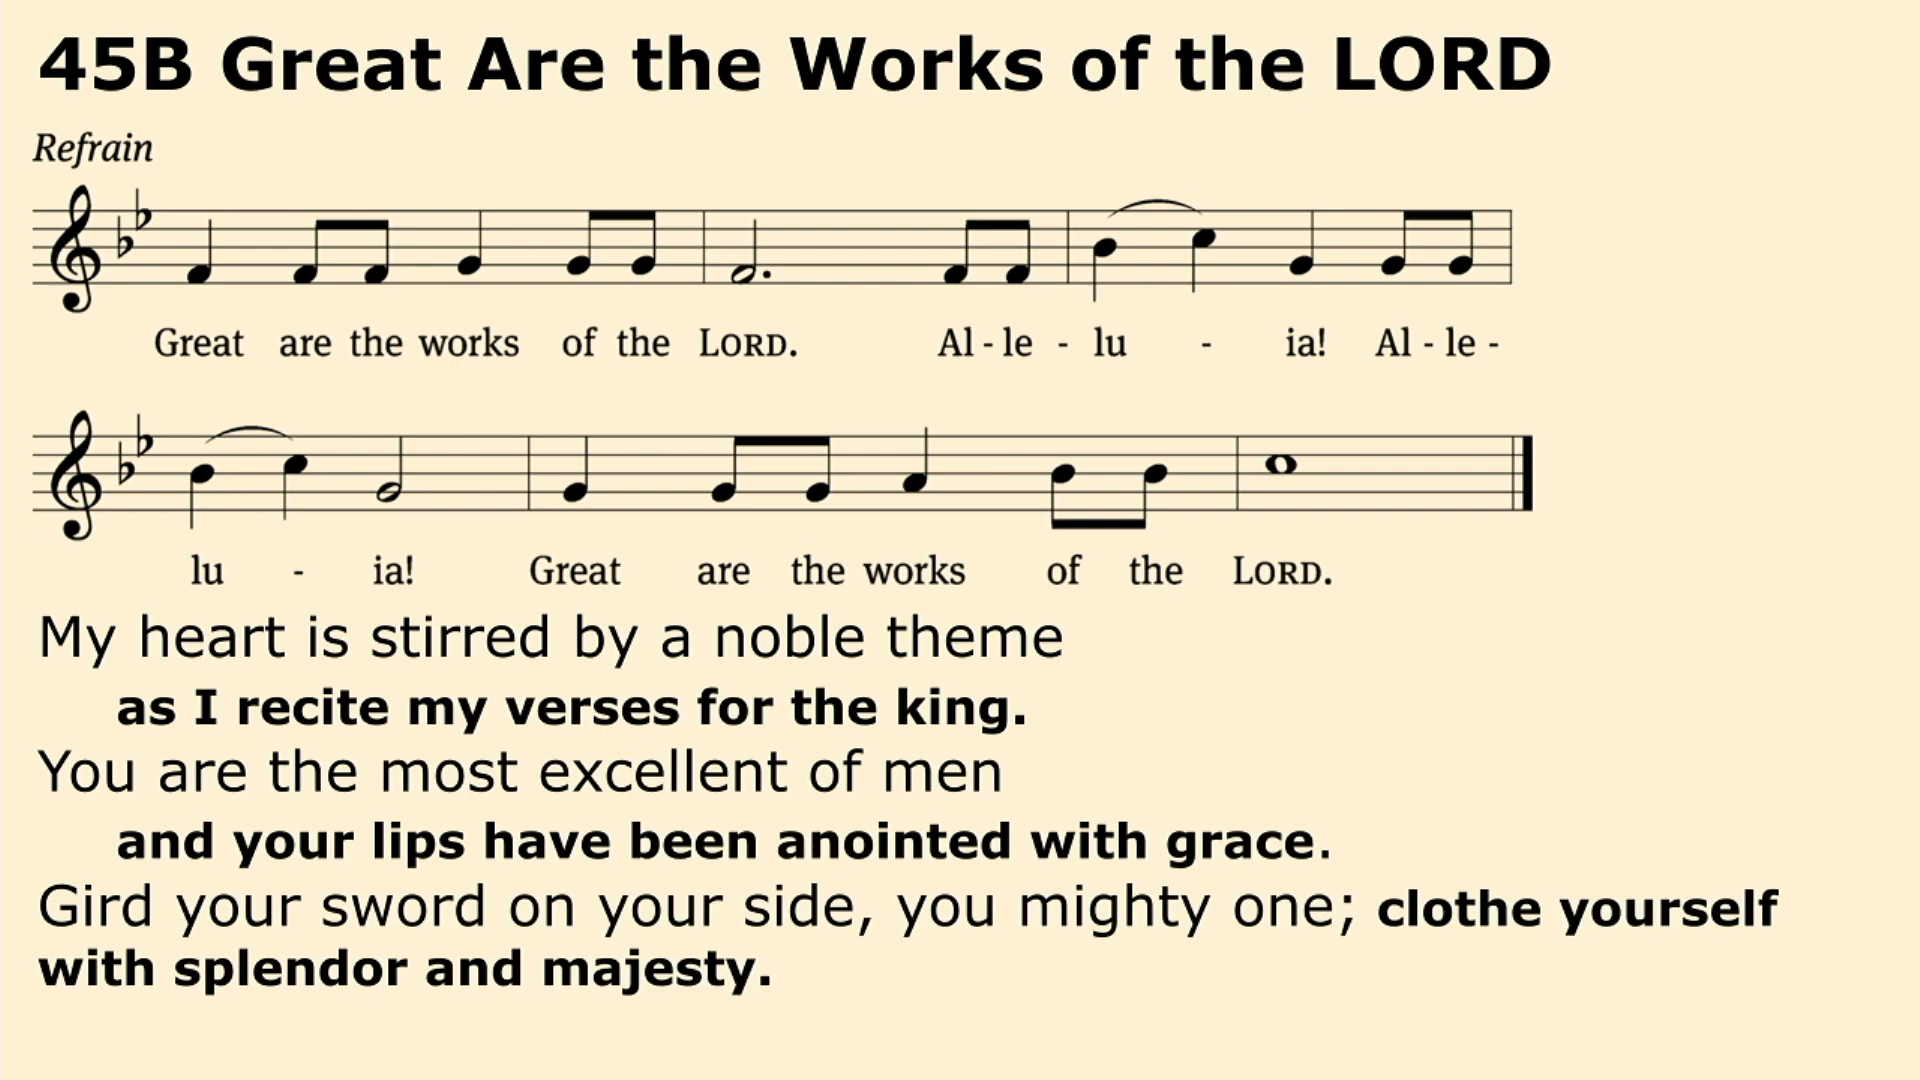 45B Great Are the Works of the LORD
Refrain
Great are the works of the LORD. Al - le - lu - ia! Al - le -
lu - ia! Great are the works of the LORD.
My heart is stirred by a noble theme
as I recite my verses for the king.
You are the most excellent of men
and your lips have been anointed with grace.
Gird your sword on your side, you mighty one; clothe yourself
with splendor and majesty.